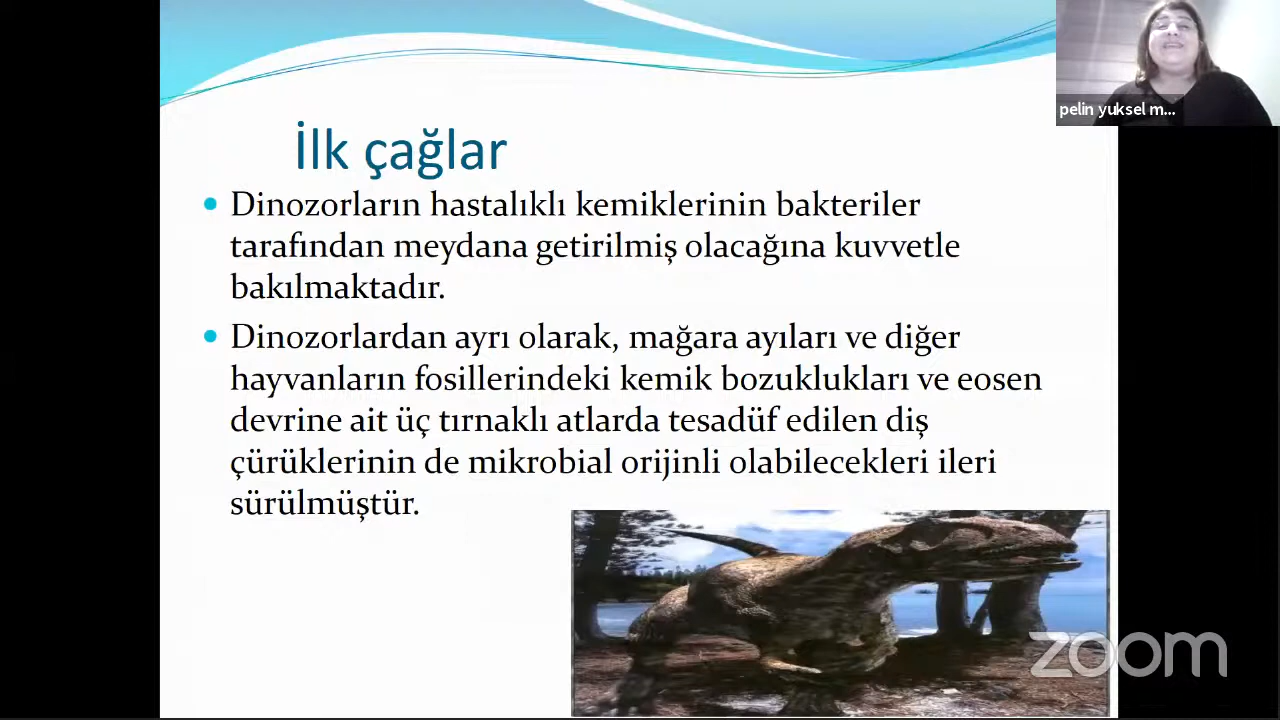 İlk çağlar
Dinozorların hastalıklı kemiklerinin bakteriler
tarafından meydana getirilmiş olacağına kuvvetle
bakılmaktadır.
Dinozorlardan ayrı olarak, mağara ayıları ve diğer
hayvanların fosillerindeki kemik bozuklukları ve eosen
devrine ait üç tırnaklı atlarda tesadüf edilen diş
çürüklerinin de mikrobial orijinli olabilecekleri ileri
sürülmüştür.
pelin yuksel m...
zoom